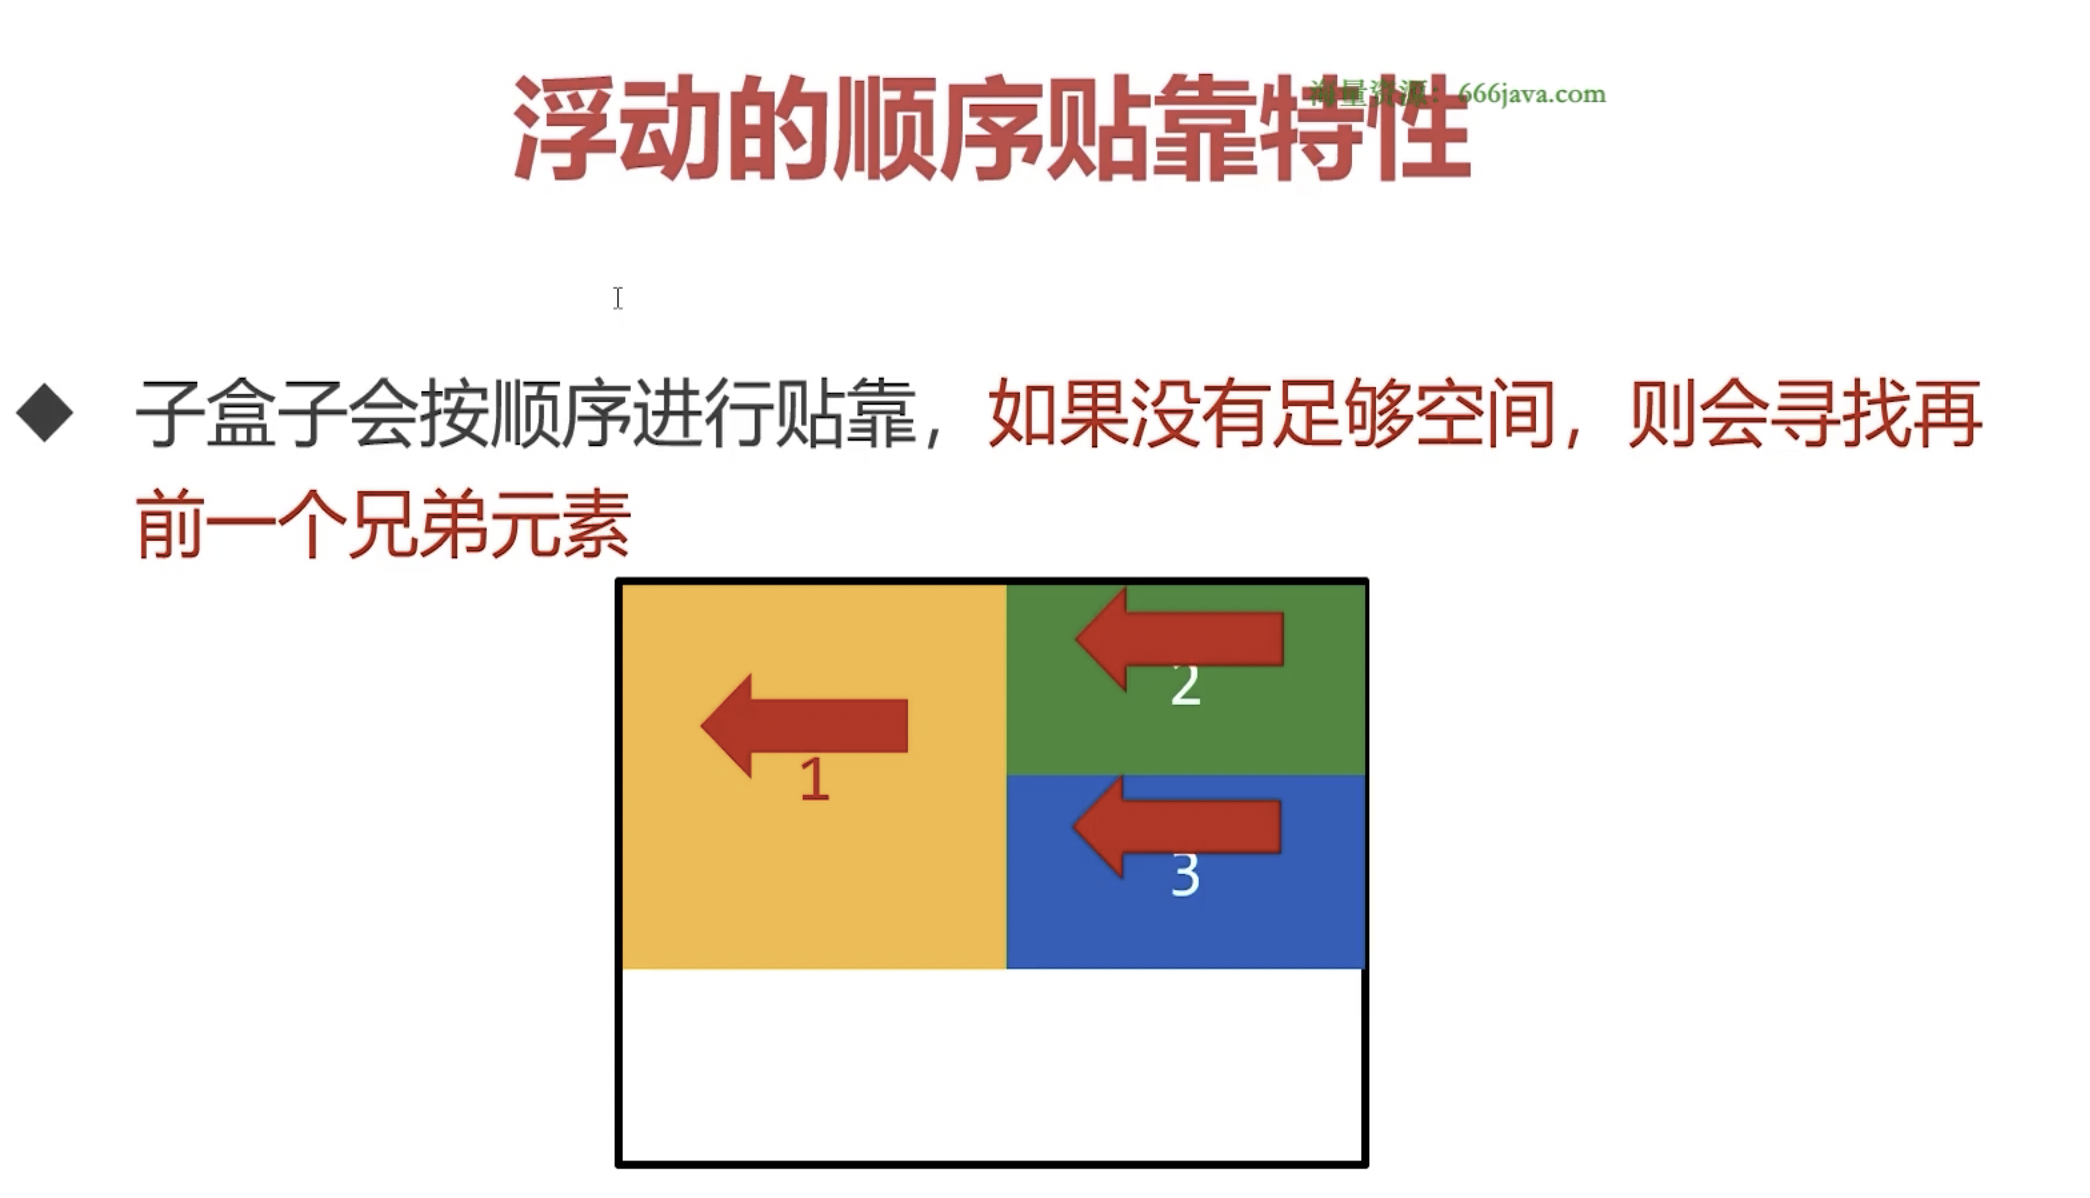 浮动的顺序贴靠特性
海量资源：666java.com
子盒子会按顺序进行贴靠，如果没有足够空间，则会寻找再
前一个兄弟元素
1
2
3